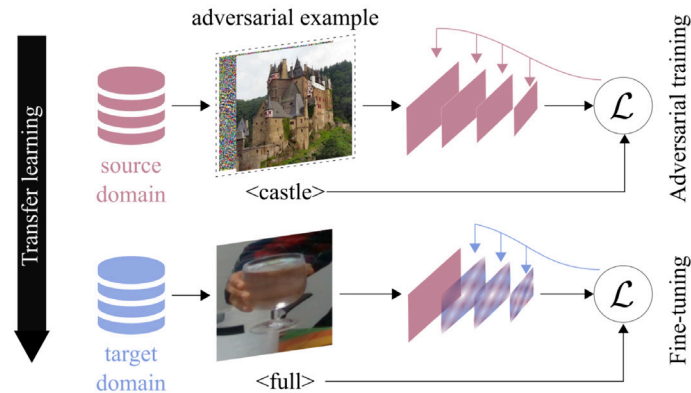 adversarial example
source
domain
<castle>
ℒ
Adversarial training
Transfer learning
target
domain
<full>
ℒ
Fine-tuning